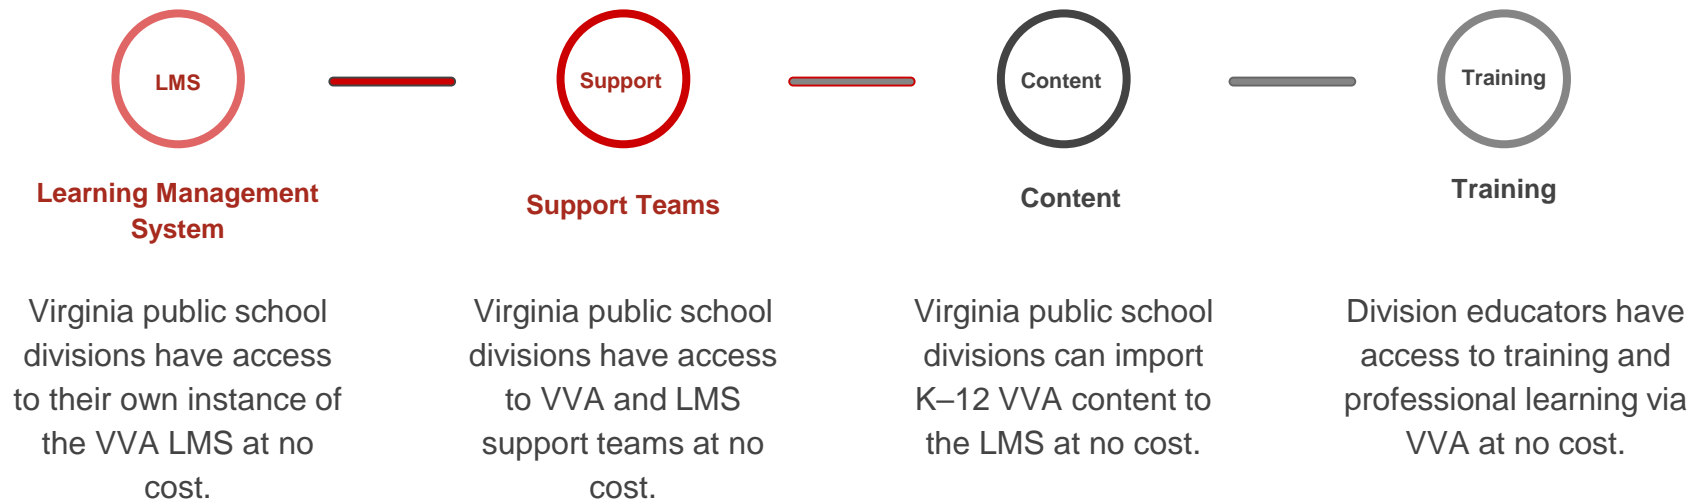 LMS
Learning Management
System
Virginia public school
divisions have access
to their own instance of
the VVA LMS at no
cost.
Support
Support Teams
Virginia public school
divisions have access
to VVA and LMS
support teams at no
cost.
Content
Content
Virginia public school
divisions can import
K–12 VVA content to
the LMS at no cost.
Training
Training
Division educators have
access to training and
professional learning via
VVA at no cost.